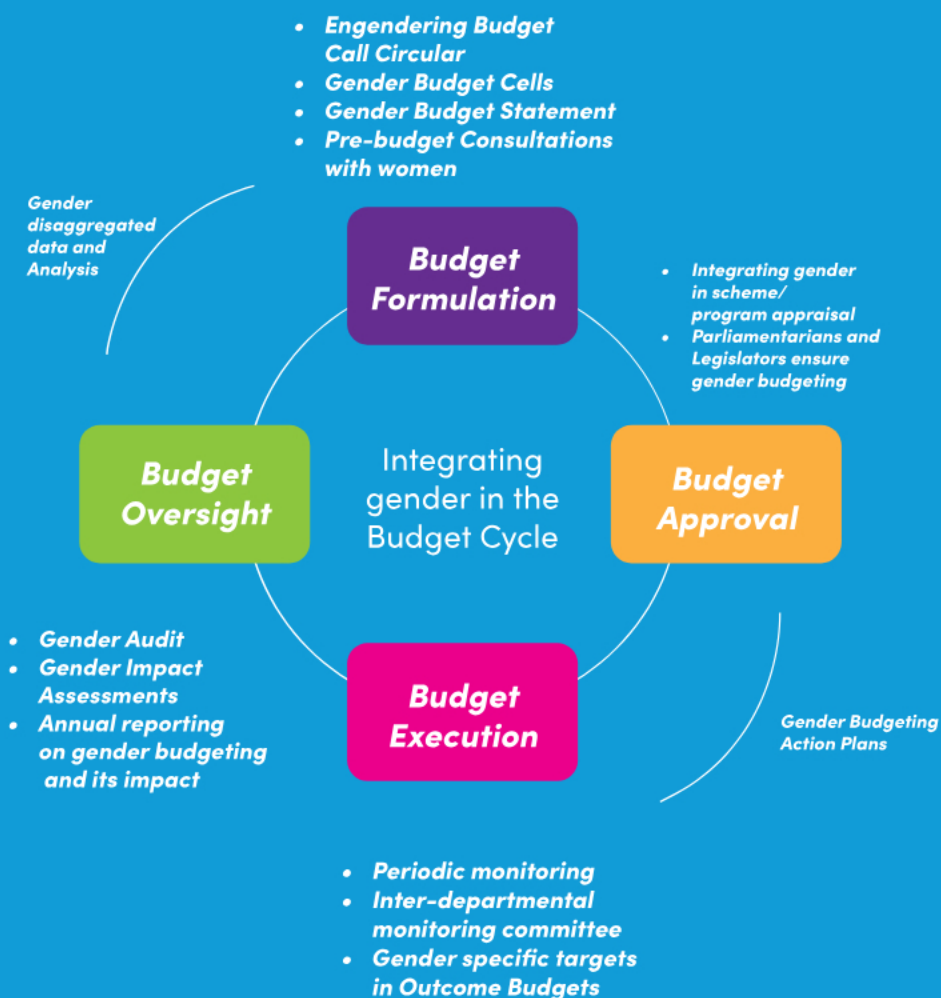 • Engendering Budget
Call Circular
• Gender Budget Cells
• Gender Budget Statement
• Pre-budget Consultations
with women
Gender
disaggregated
data and
Analysis
Budget
Formulation
• Integrating gender
in scheme/
program appraisal
• Parliamentarians and
Legislators ensure
gender budgeting
Budget
Oversight
Integrating
gender in the
Budget Cycle
Budget
Approval
• Gender Audit
• Gender Impact
Assessments
• Annual reporting
on gender budgeting
and its impact
Budget
Execution
Gender Budgeting
Action Plans
• Periodic monitoring
• Inter-departmental
monitoring committee
• Gender specific targets
in Outcome Budgets